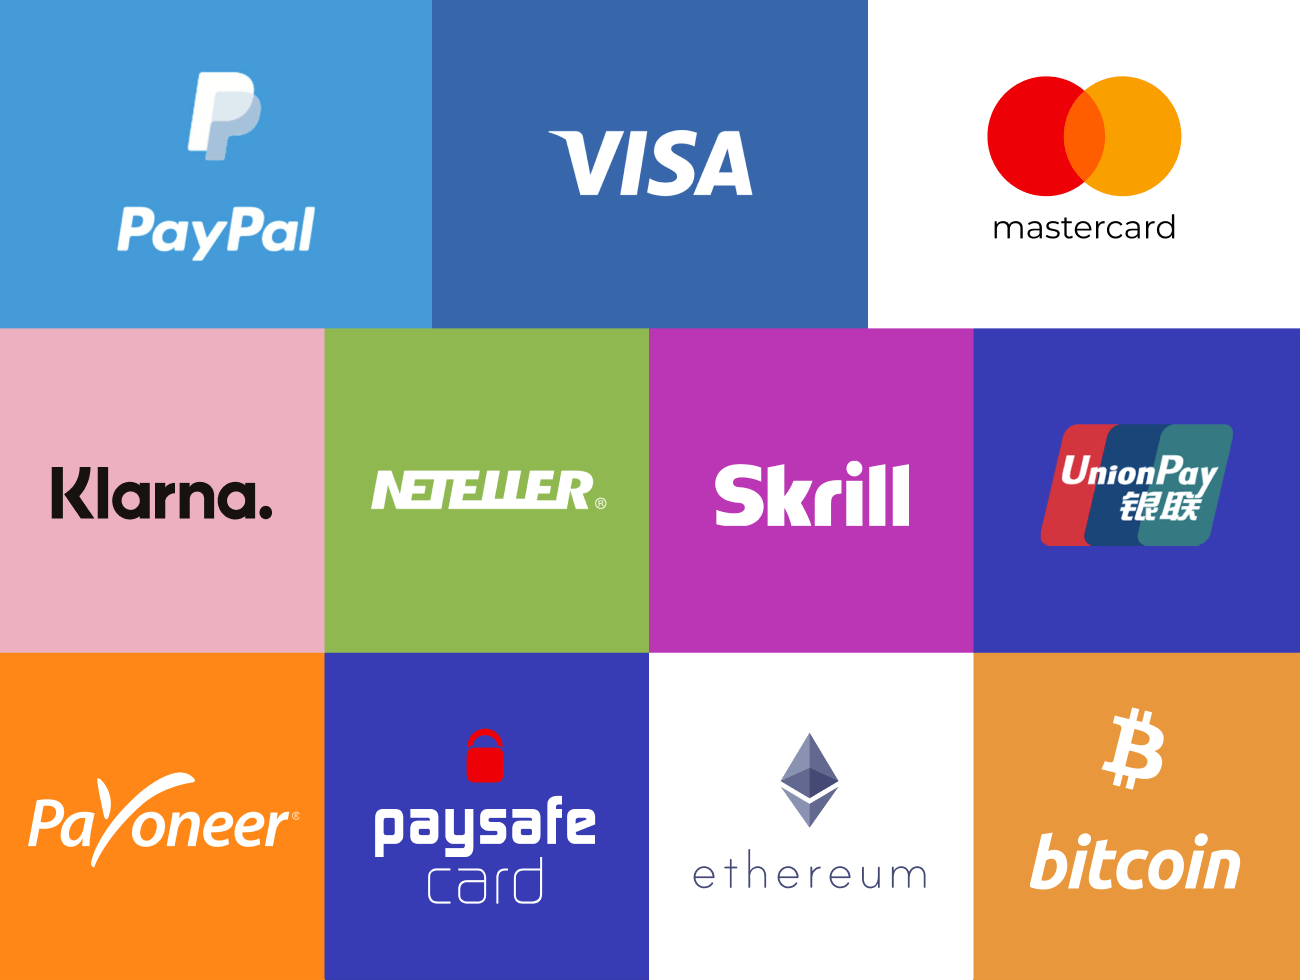 PayPal
VISA
mastercard
Klarna.
NETELLER®
Skrill
UnionPay
银联
Payoneer®
paysafe
card
ethereum
bitcoin